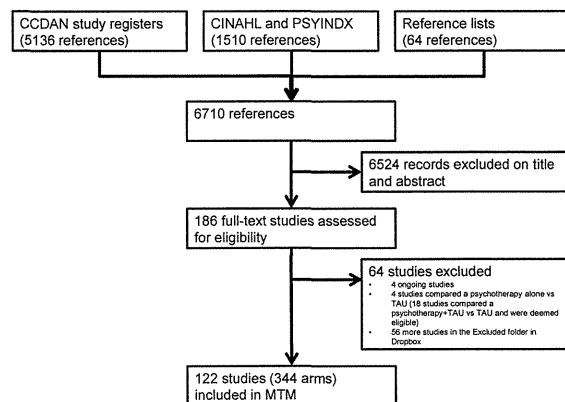 CCDAN study registers
(5136 references)
CINAHL and PSYINDX
(1510 references)
Reference lists
(64 references)
6710 references
6524 records excluded on title
and abstract
186 full-text studies assessed
for eligibility
64 studies excluded
• 4 ongoing studies
• 4 studies compared a psychotherapy alone vs
TAU (18 studies compared a
psychotherapy+TAU vs TAU and were deemed
eligible)
• 56 more studies in the Excluded folder in
Dropbox
122 studies (344 arms)
included in MTM